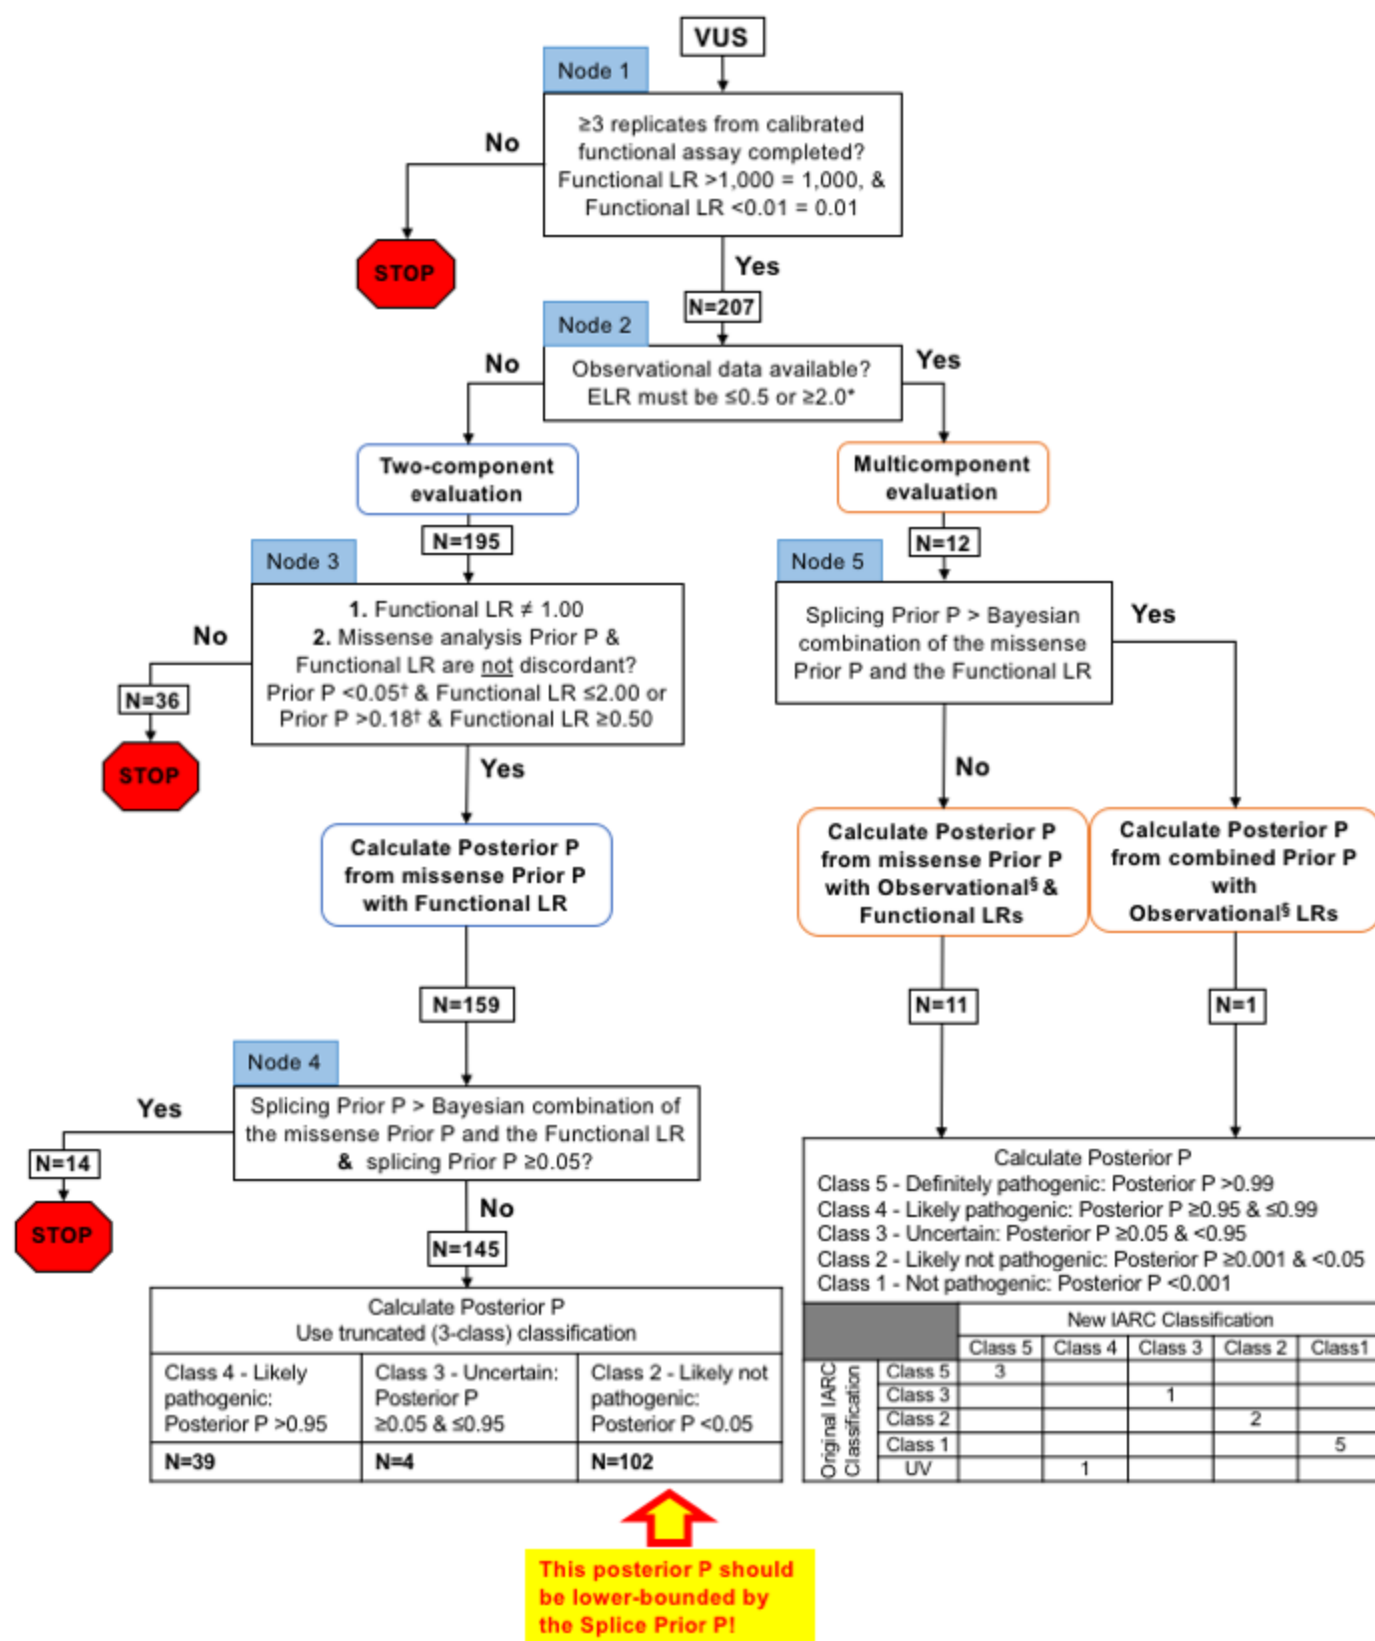 VUS
Node 1
≥3 replicates from calibrated
functional assay completed?
Functional LR >1,000 = 1,000, &
Functional LR <0.01 = 0.01
No
STOP
Yes
N=207
Node 2
Observational data available?
ELR must be ≤0.5 or ≥2.0*
No
Yes
Two-component
evaluation
Multicomponent
evaluation
N=195
N=12
Node 3
1. Functional LR ≠ 1.00
2. Missense analysis Prior P &
Functional LR are not discordant?
Prior P <0.05† & Functional LR ≤2.00 or
Prior P >0.18† & Functional LR ≥0.50
No
N=36
STOP
Yes
Node 5
Splicing Prior P > Bayesian
combination of the missense
Prior P and the Functional LR
Yes
No
Calculate Posterior P
from missense Prior P
with Functional LR
Calculate Posterior P
from missense Prior P
with Observational§ &
Functional LRs
Calculate Posterior P
from combined Prior P
with
Observational§ LRs
N=159
N=11
N=1
Node 4
Splicing Prior P > Bayesian combination of
the missense Prior P and the Functional LR
& splicing Prior P ≥0.05?
Yes
N=14
STOP
No
N=145
Calculate Posterior P
Use truncated (3-class) classification
Class 4 - Likely
pathogenic:
Posterior P >0.95
Class 3 - Uncertain:
Posterior P
≥0.05 & ≤0.95
Class 2 - Likely not
pathogenic:
Posterior P <0.05
N=39
N=4
N=102
Calculate Posterior P
Class 5 - Definitely pathogenic: Posterior P >0.99
Class 4 - Likely pathogenic: Posterior P ≥0.95 & ≤0.99
Class 3 - Uncertain: Posterior P ≥0.05 & <0.95
Class 2 - Likely not pathogenic: Posterior P ≥0.001 & <0.05
Class 1 - Not pathogenic: Posterior P <0.001
New IARC Classification
Class 5 Class 4 Class 3 Class 2 Class1
Original IARC
Classification
Class 5 3
Class 3 1
Class 2 2
Class 1 5
UV 1
This posterior P should
be lower-bounded by
the Splice Prior P!